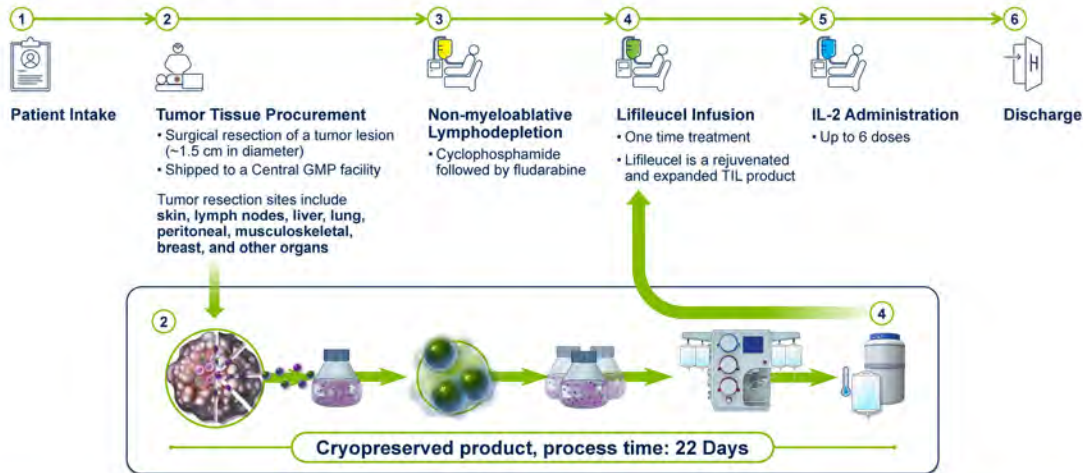 1
2
3
4
5
6
H
Patient Intake
Tumor Tissue Procurement
• Surgical resection of a tumor lesion
(~1.5 cm in diameter)
• Shipped to a Central GMP facility
Tumor resection sites include
skin, lymph nodes, liver, lung,
peritoneal, musculoskeletal,
breast, and other organs
Non-myeloablative
Lymphodepletion
• Cyclophosphamide
followed by fludarabine
Lifileucel Infusion
• One time treatment
• Lifileucel is a rejuvenated
and expanded TIL product
IL-2 Administration
• Up to 6 doses
Discharge
2
4
Cryopreserved product, process time: 22 Days